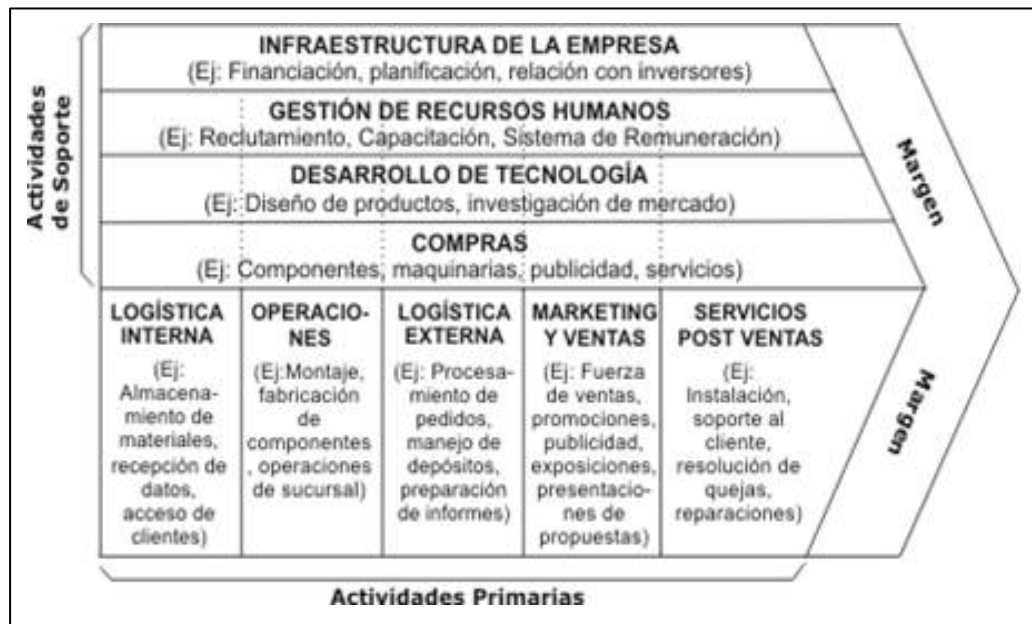 Actividades
de Soporte
INFRAESTRUCTURA DE LA EMPRESA
(Ej: Financiación, planificación, relación con inversores)
GESTIÓN DE RECURSOS HUMANOS
(Ej: Reclutamiento, Capacitación, Sistema de Remuneración)
DESARROLLO DE TECNOLOGÍA
(Ej: Diseño de productos, investigación de mercado)
COMPRAS
(Ej: Componentes, maquinarias, publicidad, servicios)
Margen
LOGÍSTICA
INTERNA
(Ej:
Almacena-
miento de
materiales,
recepción de
datos,
acceso de
clientes)
OPERACIO-
NES
(Ej:Montaje,
fabricación
de
componentes
, operaciones
de sucursal)
LOGÍSTICA
EXTERNA
(Ej: Procesa-
miento de
pedidos,
manejo de
depósitos,
preparación
de informes)
MARKETING
Y VENTAS
(Ej: Fuerza
de ventas,
promociones,
publicidad,
exposiciones,
presentacio-
nes de
propuestas)
SERVICIOS
POST VENTAS
(Ej:
Instalación,
soporte al
cliente,
resolución de
quejas,
reparaciones)
Margen
Actividades Primarias